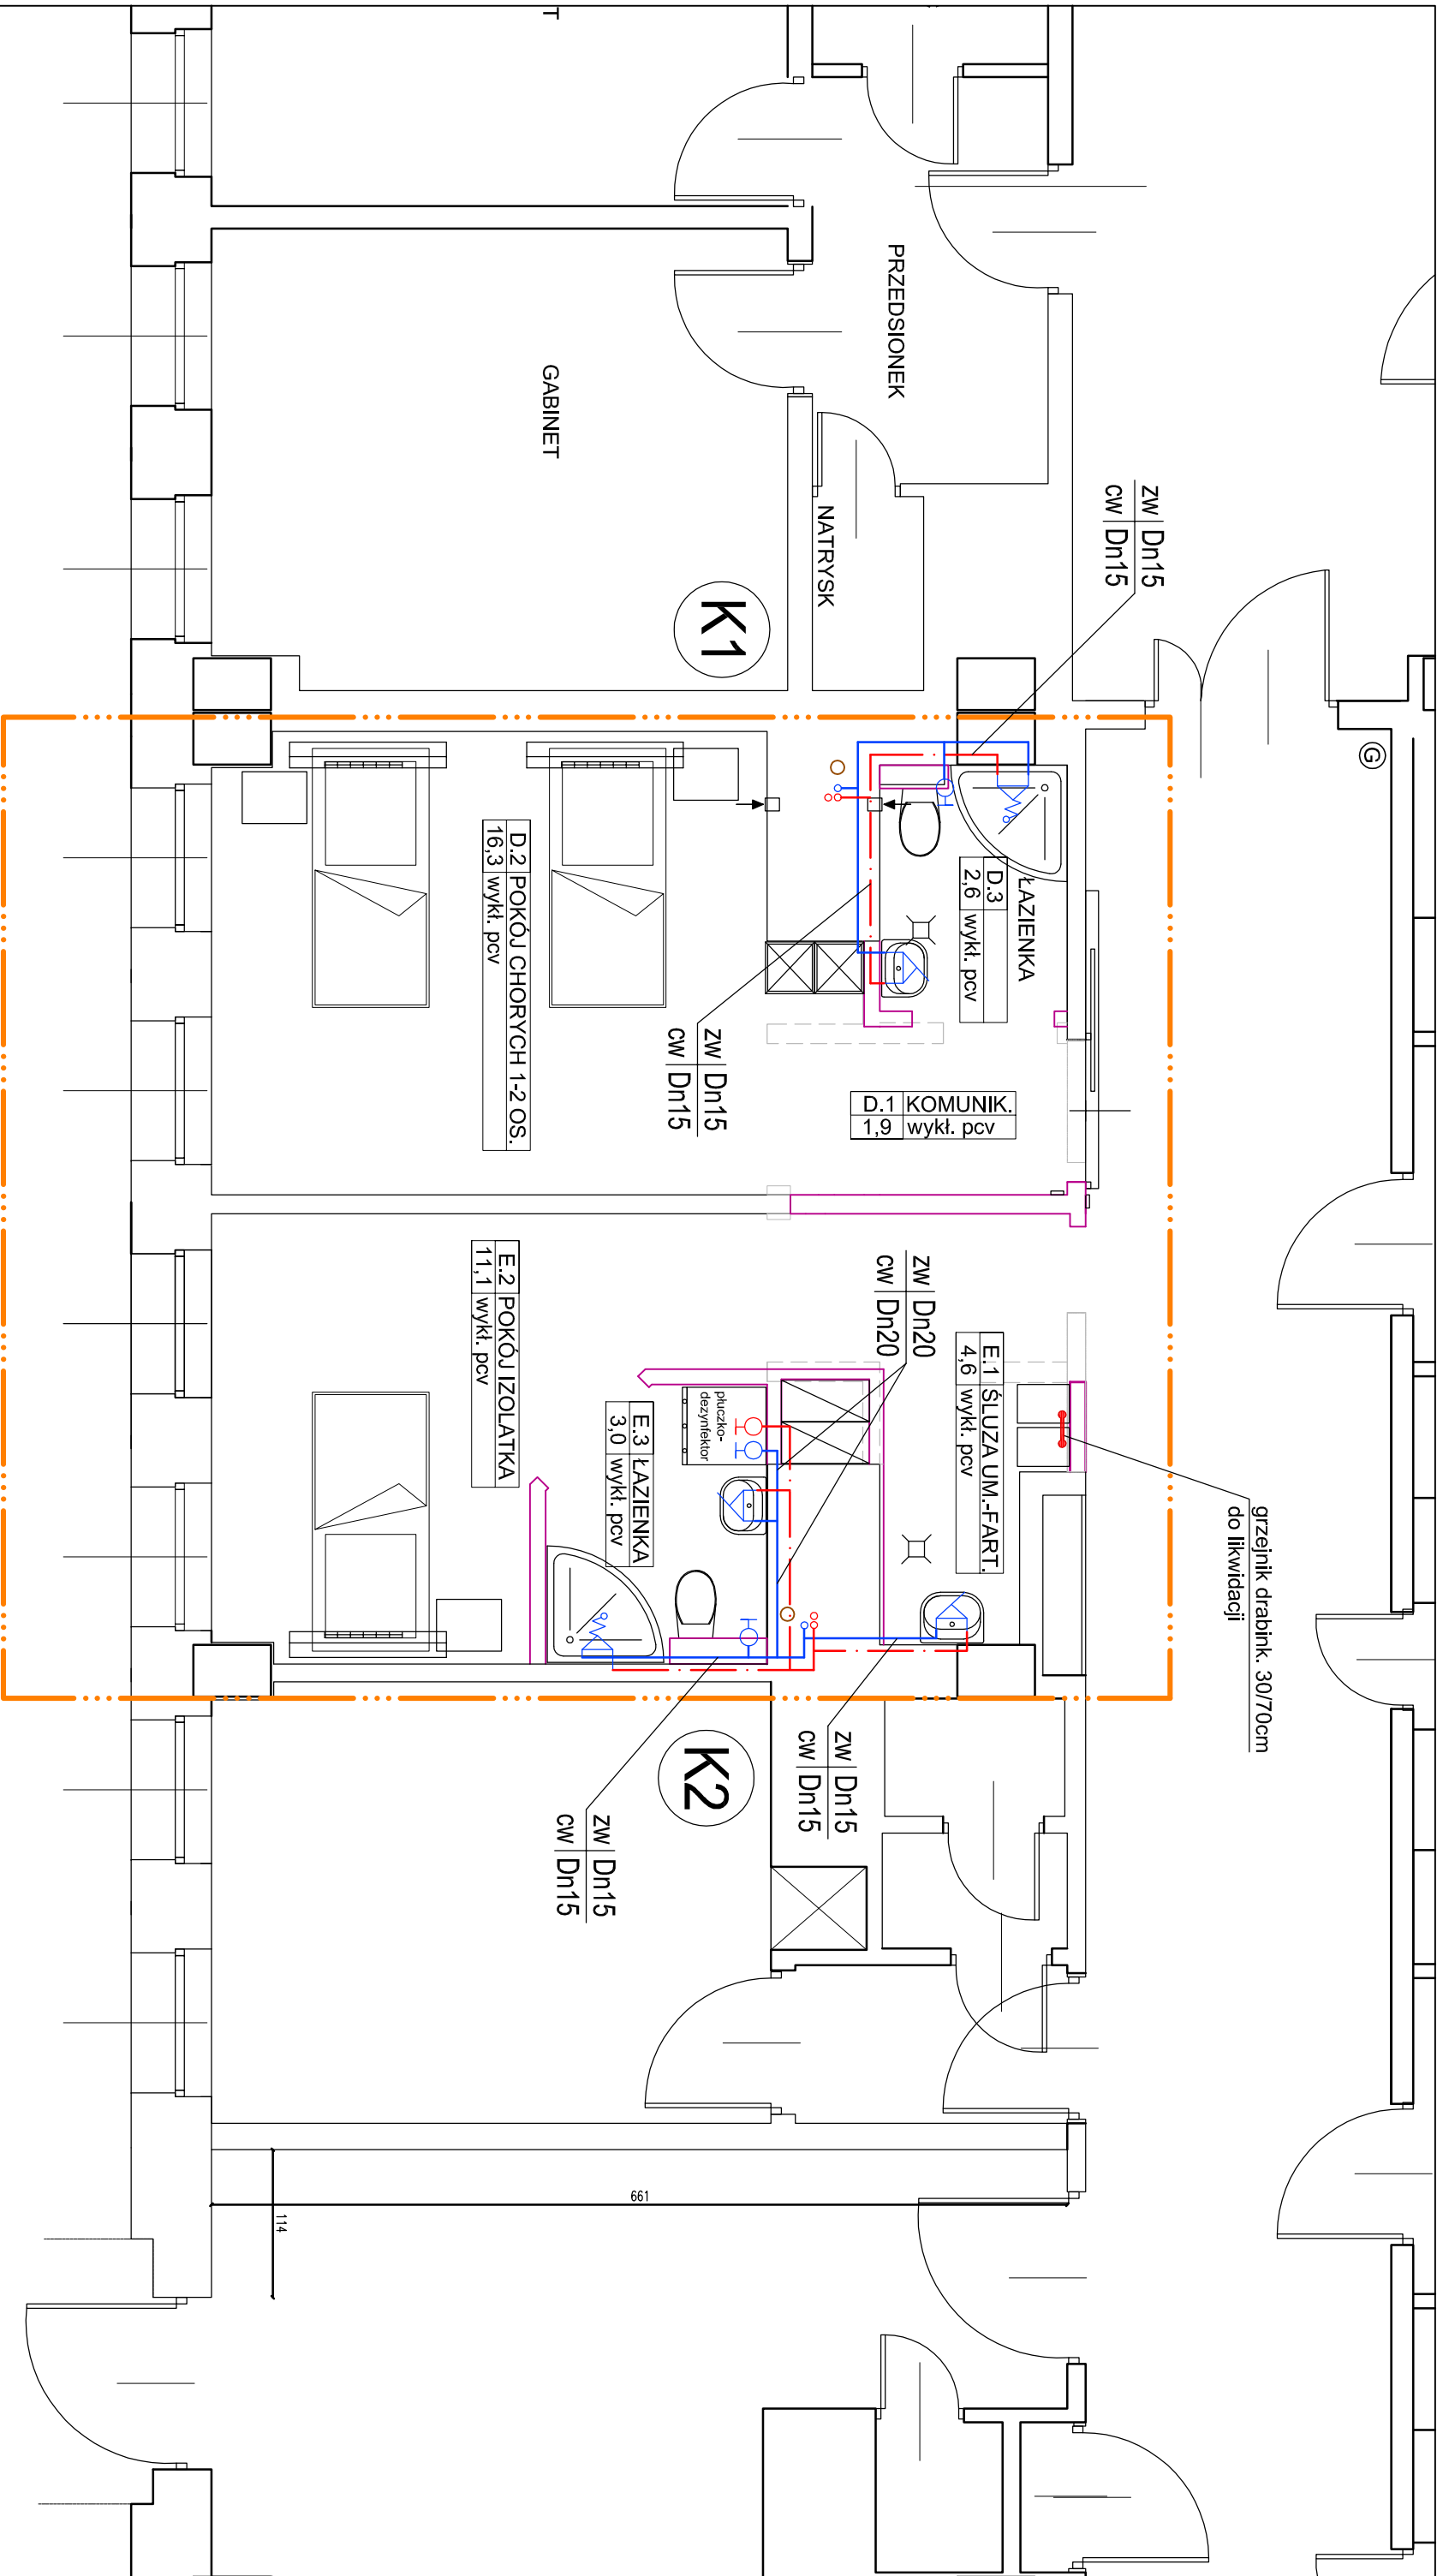 G
grzejnik drabink. 30/70cm
do likwidacji
zw Dn15
cw Dn15
PRZEDSIONEK
NATRYSK
GABINET
T
K1
ŁAZIENKA
D.3
2,6 wykł. pcv
D.1 KOMUNIK.
1,9 wykł. pcv
zw Dn15
cw Dn15
D.2 POKÓJ CHORYCH 1-2 OS.
16,3 wykł. pcv
zw Dn20
cw Dn20
E.1 ŚLUZA UM.-FART.
4,6 wykł. pcv
płuczko-
dezynfektor
E.3 ŁAZIENKA
3,0 wykł. pcv
E.2 POKÓJ IZOLATKA
11,1 wykł. pcv
zw Dn15
cw Dn15
K2
zw Dn15
cw Dn15
661
114